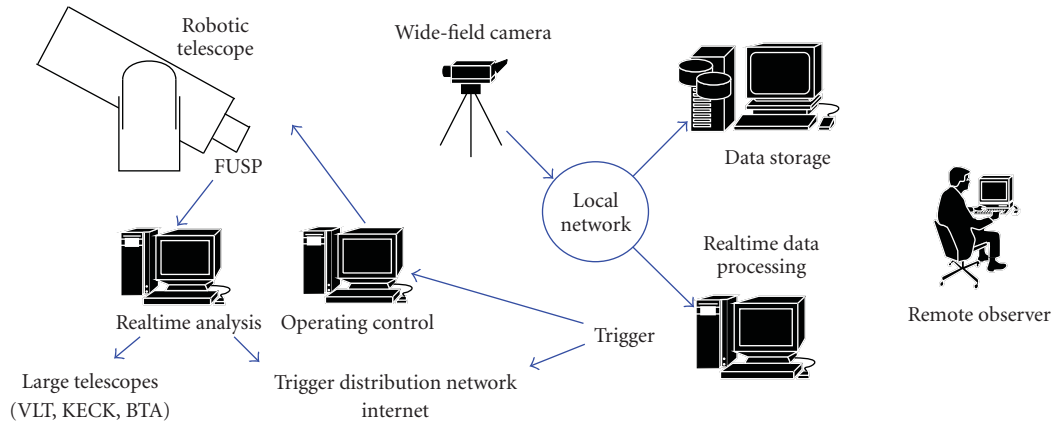 Robotic
telescope
Wide-field camera
FUSP
Data storage
Local
network
Realtime data
processing
Realtime analysis
Operating control
Trigger
Remote observer
Large telescopes
(VLT, KECK, BTA)
Trigger distribution network
internet